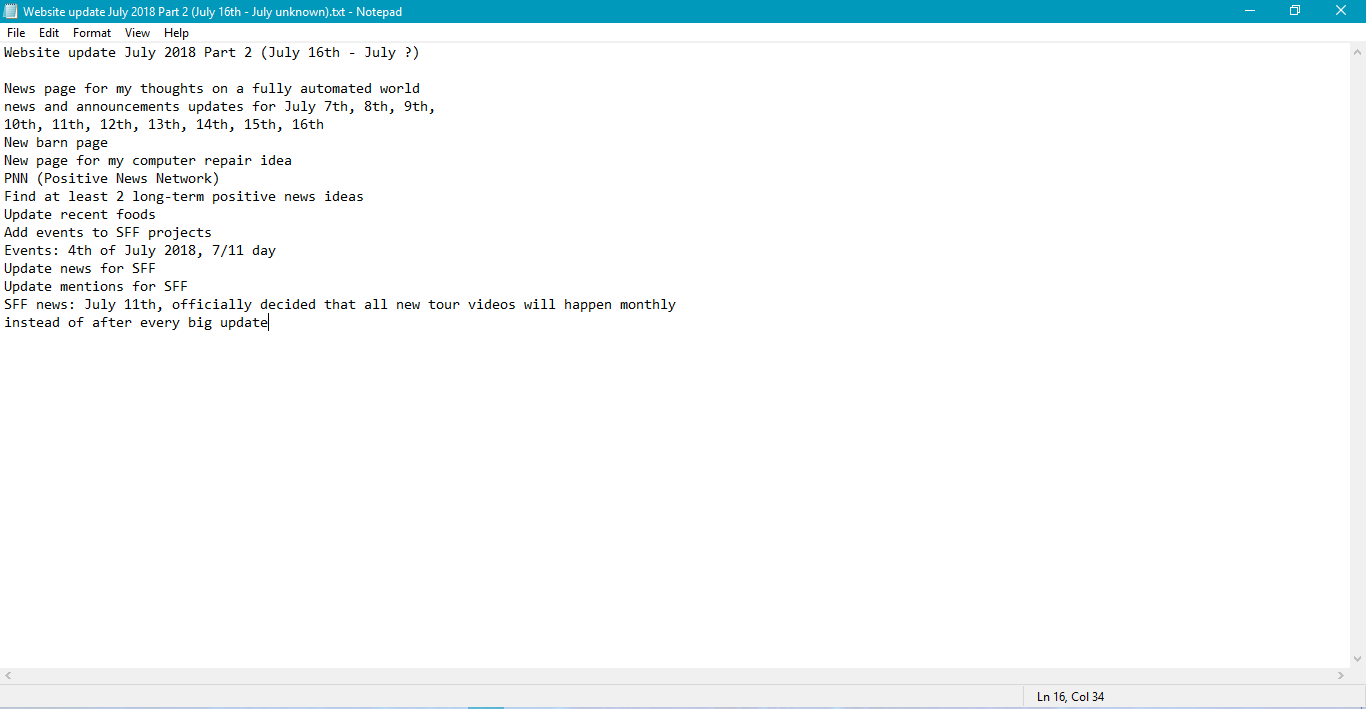 Website update July 2018 Part 2 (July 16th - July unknown).txt - Notepad
File Edit Format View Help
Website update July 2018 Part 2 (July 16th - July ?)
News page for my thoughts on a fully automated world
news and announcements updates for July 7th, 8th, 9th,
10th, 11th, 12th, 13th, 14th, 15th, 16th
New barn page
New page for my computer repair idea
PNN (Positive News Network)
Find at least 2 long-term positive news ideas
Update recent foods
Add events to SFF projects
Events: 4th of July 2018, 7/11 day
Update news for SFF
Update mentions for SFF
SFF news: July 11th, officially decided that all new tour videos will happen monthly
instead of after every big update
Ln 16, Col 34